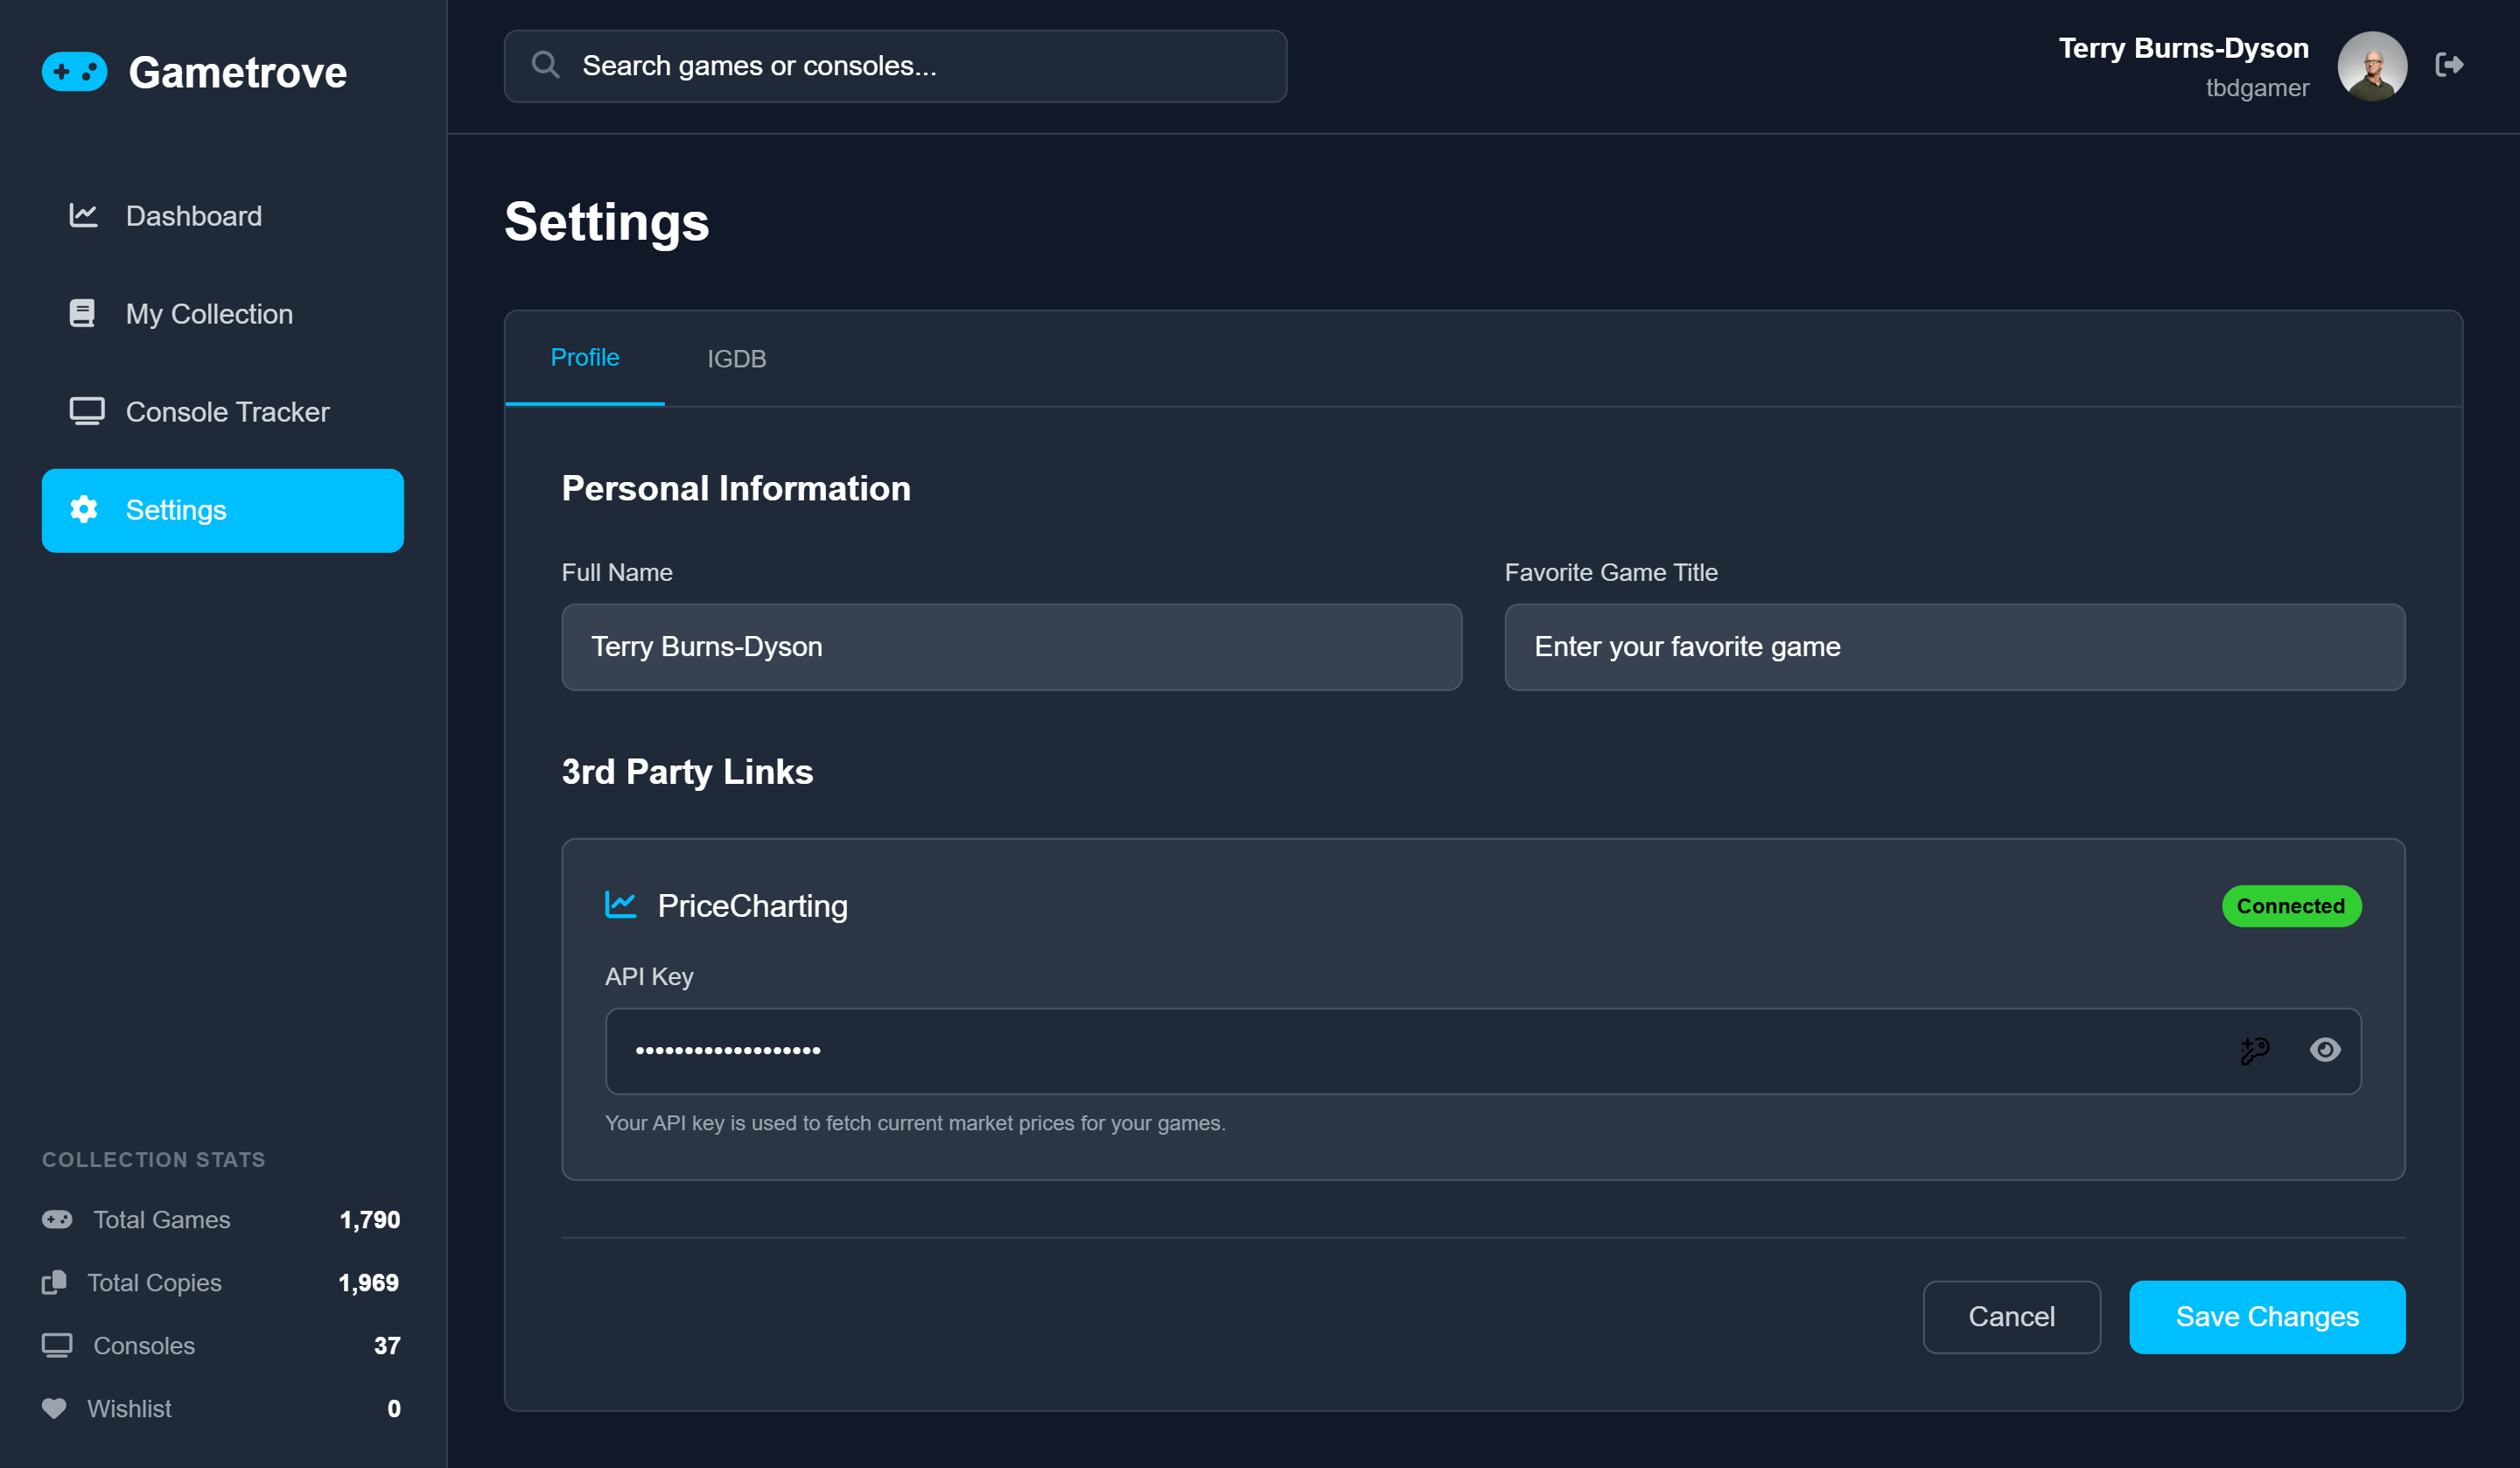 Gametrove
Search games or consoles...
Terry Burns-Dyson
tbdgamer
Dashboard
My Collection
Console Tracker
Settings
Settings
Profile
IGDB
Personal Information
Full Name
Favorite Game Title
Terry Burns-Dyson
Enter your favorite game
3rd Party Links
PriceCharting
Connected
API Key
•••••••••••••••••••
Your API key is used to fetch current market prices for your games.
Cancel
Save Changes
COLLECTION STATS
Total Games 1,790
Total Copies 1,969
Consoles 37
Wishlist 0